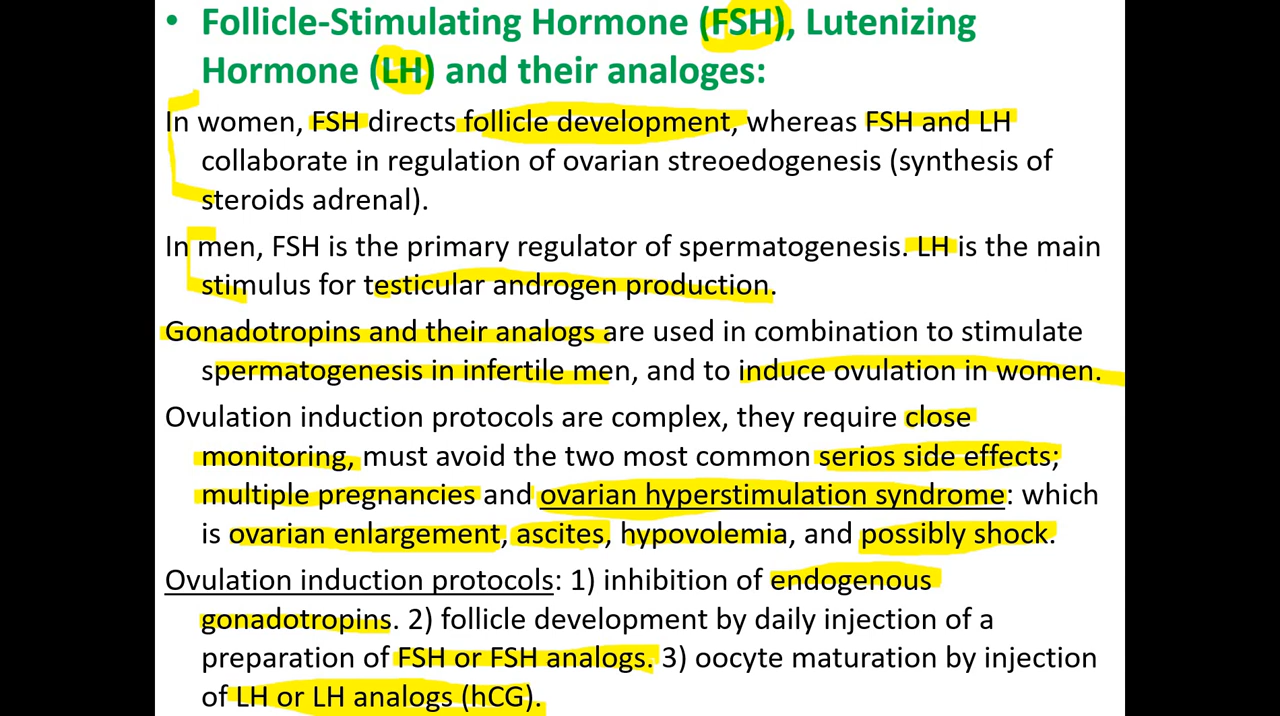 • Follicle-Stimulating Hormone (FSH), Lutenizing
Hormone (LH) and their analoges:
In women, FSH directs follicle development, whereas FSH and LH
collaborate in regulation of ovarian streoedogenesis (synthesis of
steroids adrenal).
In men, FSH is the primary regulator of spermatogenesis. LH is the main
stimulus for testicular androgen production.
Gonadotropins and their analogs are used in combination to stimulate
spermatogenesis in infertile men, and to induce ovulation in women.
Ovulation induction protocols are complex, they require close
monitoring, must avoid the two most common serios side effects;
multiple pregnancies and ovarian hyperstimulation syndrome: which
is ovarian enlargement, ascites, hypovolemia, and possibly shock.
Ovulation induction protocols: 1) inhibition of endogenous
gonadotropins. 2) follicle development by daily injection of a
preparation of FSH or FSH analogs. 3) oocyte maturation by injection
of LH or LH analogs (hCG).